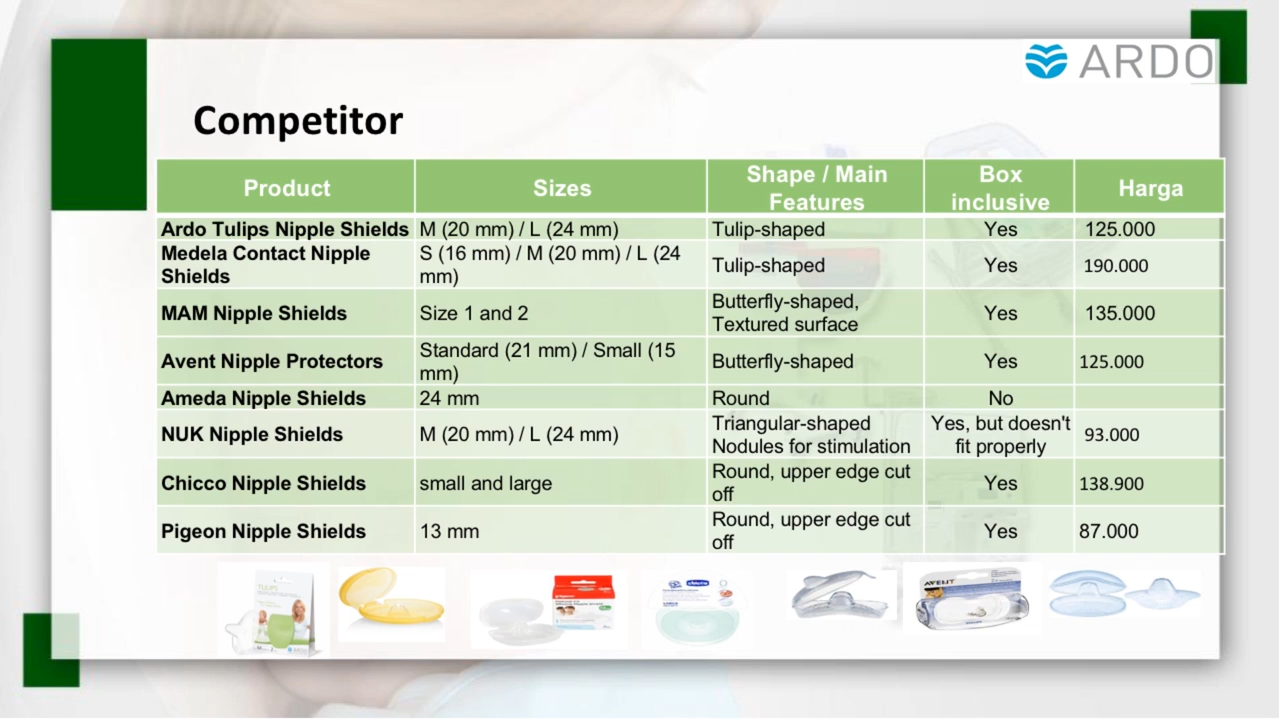 ARDO
Competitor
Product
Sizes
Shape / Main
Features
Box
inclusive
Harga
Ardo Tulips Nipple Shields
M (20 mm) / L (24 mm)
Tulip-shaped
Yes
125.000
Medela Contact Nipple
Shields
S (16 mm) / M (20 mm) / L (24
mm)
Tulip-shaped
Yes
190.000
MAM Nipple Shields
Size 1 and 2
Butterfly-shaped,
Textured surface
Yes
135.000
Avent Nipple Protectors
Standard (21 mm) / Small (15
mm)
Butterfly-shaped
Yes
125.000
Ameda Nipple Shields
24 mm
Round
No
NUK Nipple Shields
M (20 mm) / L (24 mm)
Triangular-shaped
Nodules for stimulation
Yes, but doesn't
fit properly
93.000
Chicco Nipple Shields
small and large
Round, upper edge cut
off
Yes
138.900
Pigeon Nipple Shields
13 mm
Round, upper edge cut
off
Yes
87.000
TULIPS
ARDO
AVENT